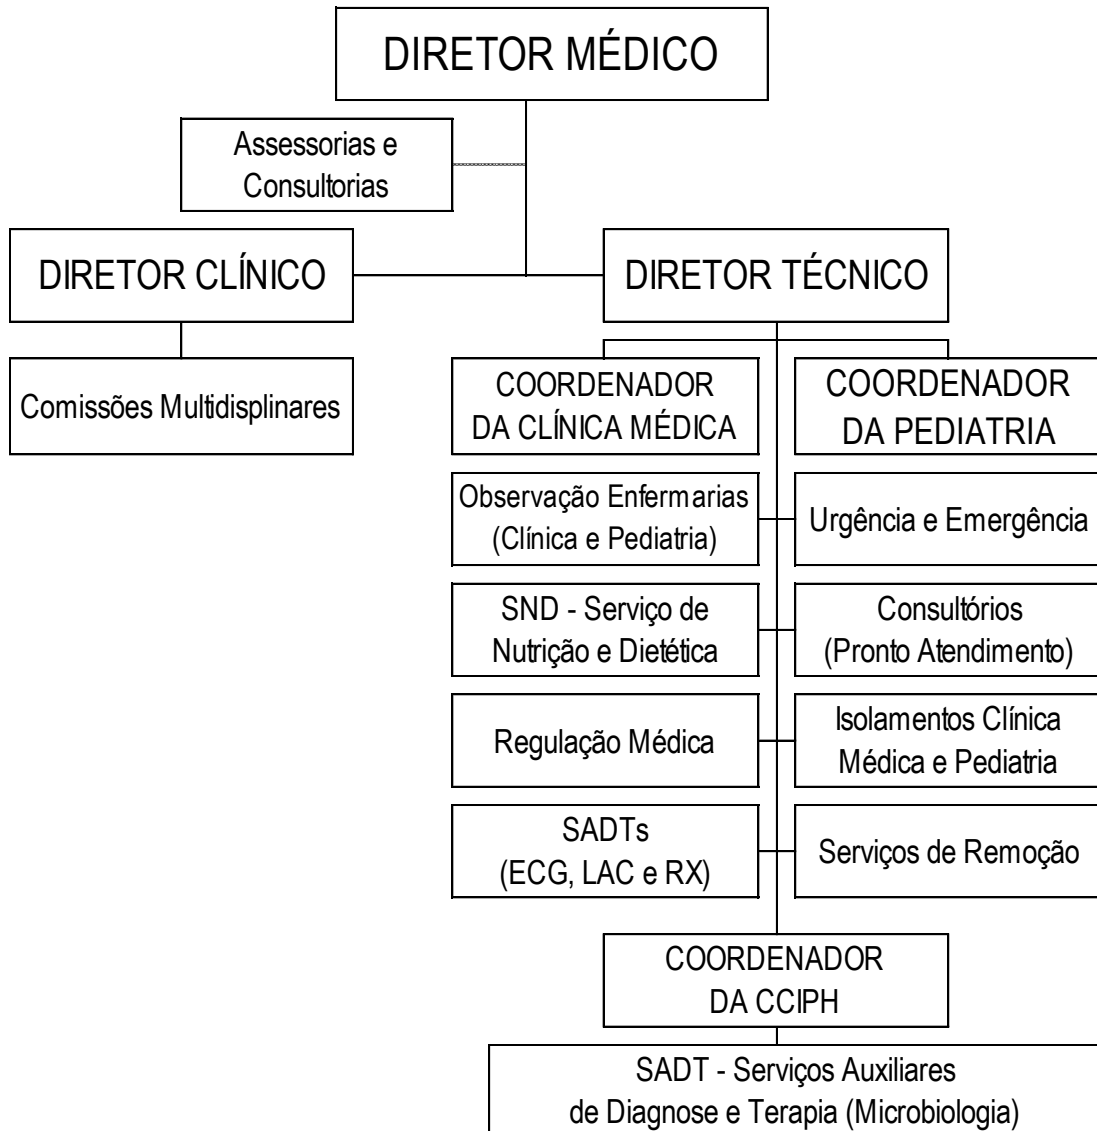 DIRETOR MÉDICO
Assessorias e
Consultorias
DIRETOR CLÍNICO
DIRETOR TÉCNICO
Comissões Multidisplinares
COORDENADOR
DA CLÍNICA MÉDICA
COORDENADOR
DA PEDIATRIA
Observação Enfermarias
(Clínica e Pediatria)
Urgência e Emergência
SND - Serviço de
Nutrição e Dietética
Consultórios
(Pronto Atendimento)
Regulação Médica
Isolamentos Clínica
Médica e Pediatria
SADTs
(ECG, LAC e RX)
Serviços de Remoção
COORDENADOR
DA CCIPH
SADT - Serviços Auxiliares
de Diagnose e Terapia (Microbiologia)